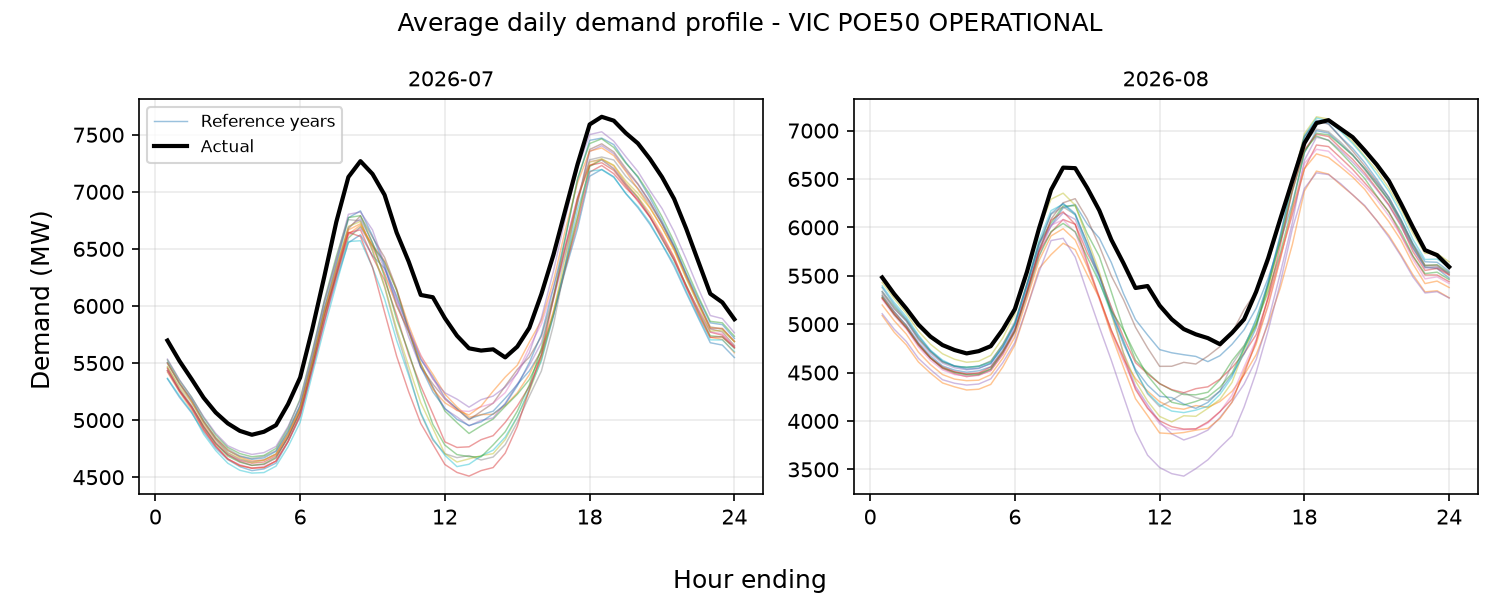 Average daily demand profile - VIC POE50 OPERATIONAL
2026-07
2026-08
Reference years
Actual
Demand (MW)
7500
7000
6500
6000
5500
5000
4500
0 6 12 18 24
7000
6500
6000
5500
5000
4500
4000
3500
0 6 12 18 24
Hour ending